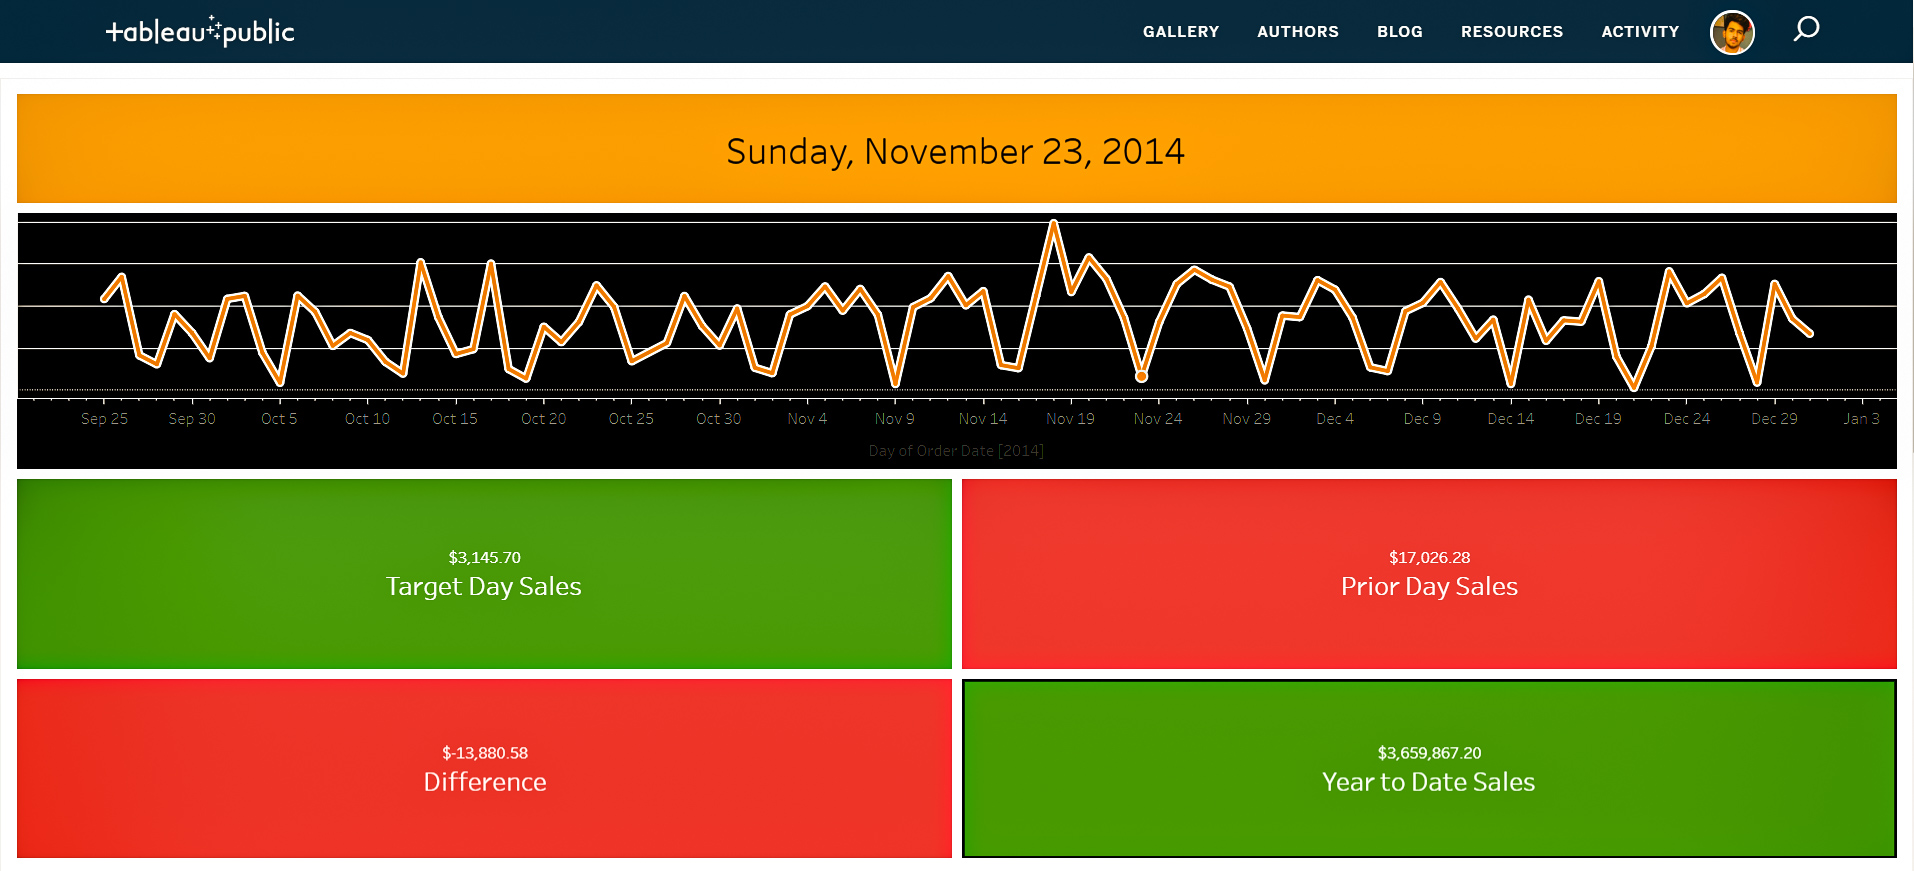 tableau public
GALLERY AUTHORS BLOG RESOURCES ACTIVITY
Sunday, November 23, 2014
Sep 25 Sep 30 Oct 5 Oct 10 Oct 15 Oct 20 Oct 25 Oct 30 Nov 4 Nov 9 Nov 14 Nov 19 Nov 24 Nov 29 Dec 4 Dec 9 Dec 14 Dec 19 Dec 24 Dec 29 Jan 3
Day of Order Date [2014]
$3,145.70
Target Day Sales
$17,026.28
Prior Day Sales
$-13,880.58
Difference
$3,659,867.20
Year to Date Sales